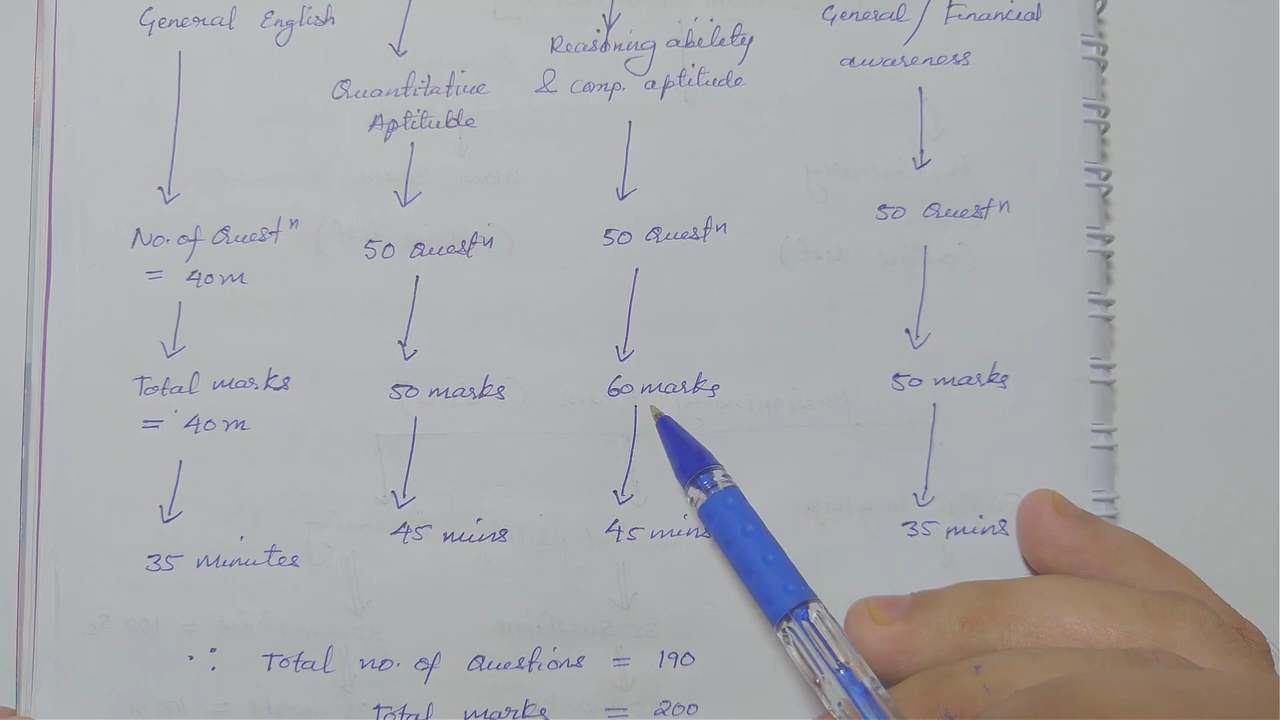 General English
Quantitative
Aptituble
Reasoning abelity
& comp. aptitude
General / Financial
awareness
No. of Questⁿ
= 40m
50 Questⁿ
50 Questⁿ
50 Questⁿ
Total marks
= 40m
50 marks
60 marks
50 marks
35 minutes
45 mins
45 mins
35 mins
∴ Total no. of Questions = 190
Total marks = 200